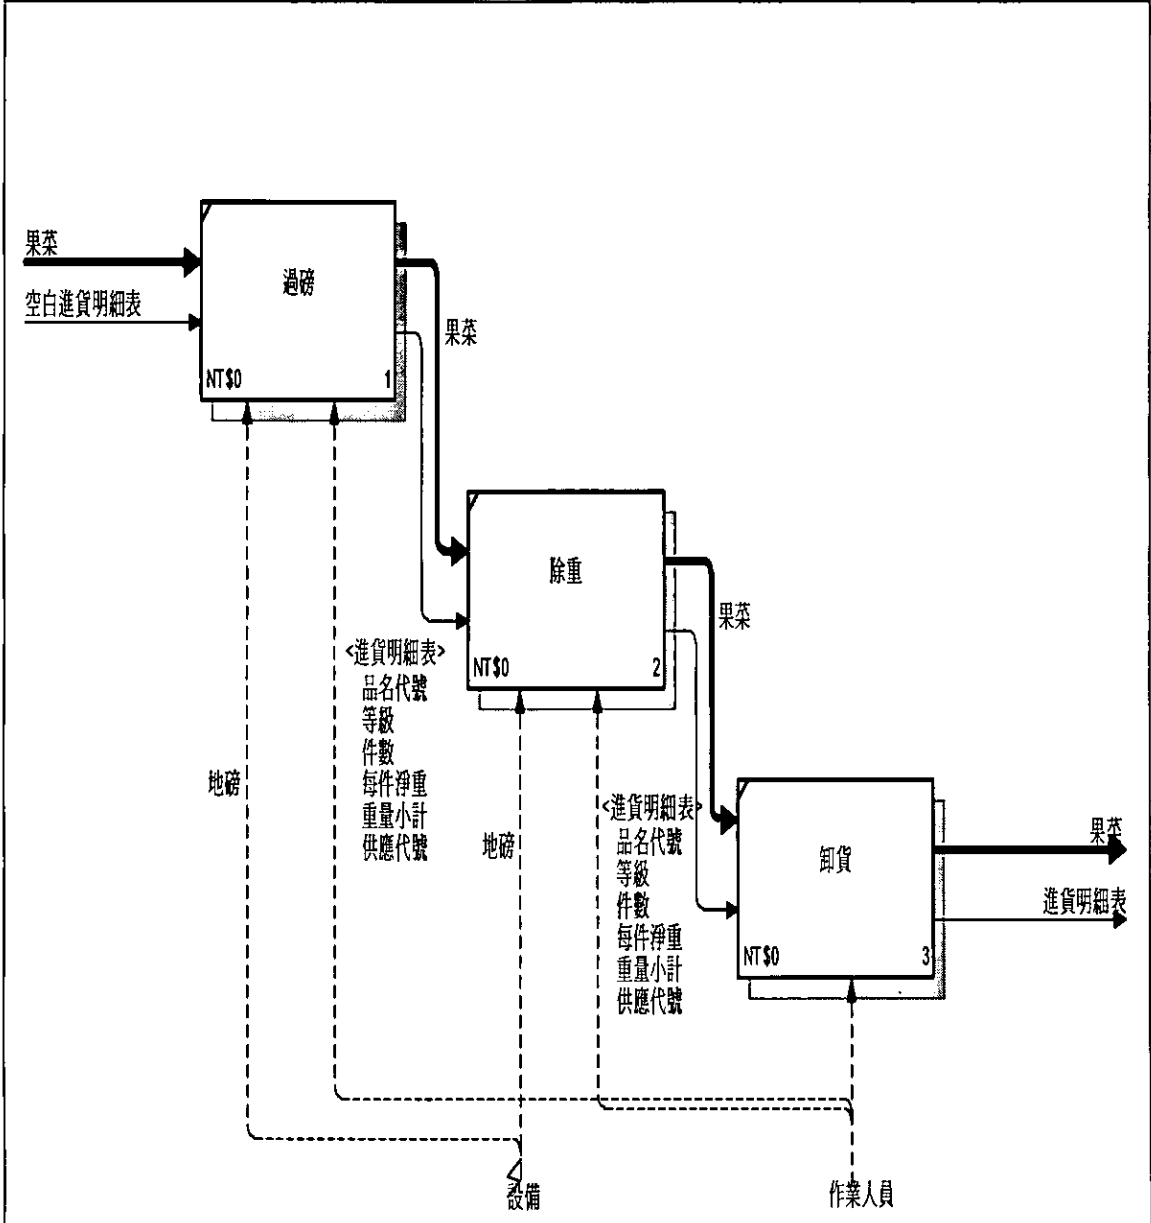 果菜
空白進貨明細表
過磅
NT$0 1
果菜
除重
NT$0 2
果菜
<進貨明細表>
品名代號
等級
件數
每件淨重
重量小計
供應代號
地磅
<進貨明細表>
品名代號
等級
件數
每件淨重
重量小計
供應代號
地磅
卸貨
NT$0 3
果菜
進貨明細表
設備
作業人員